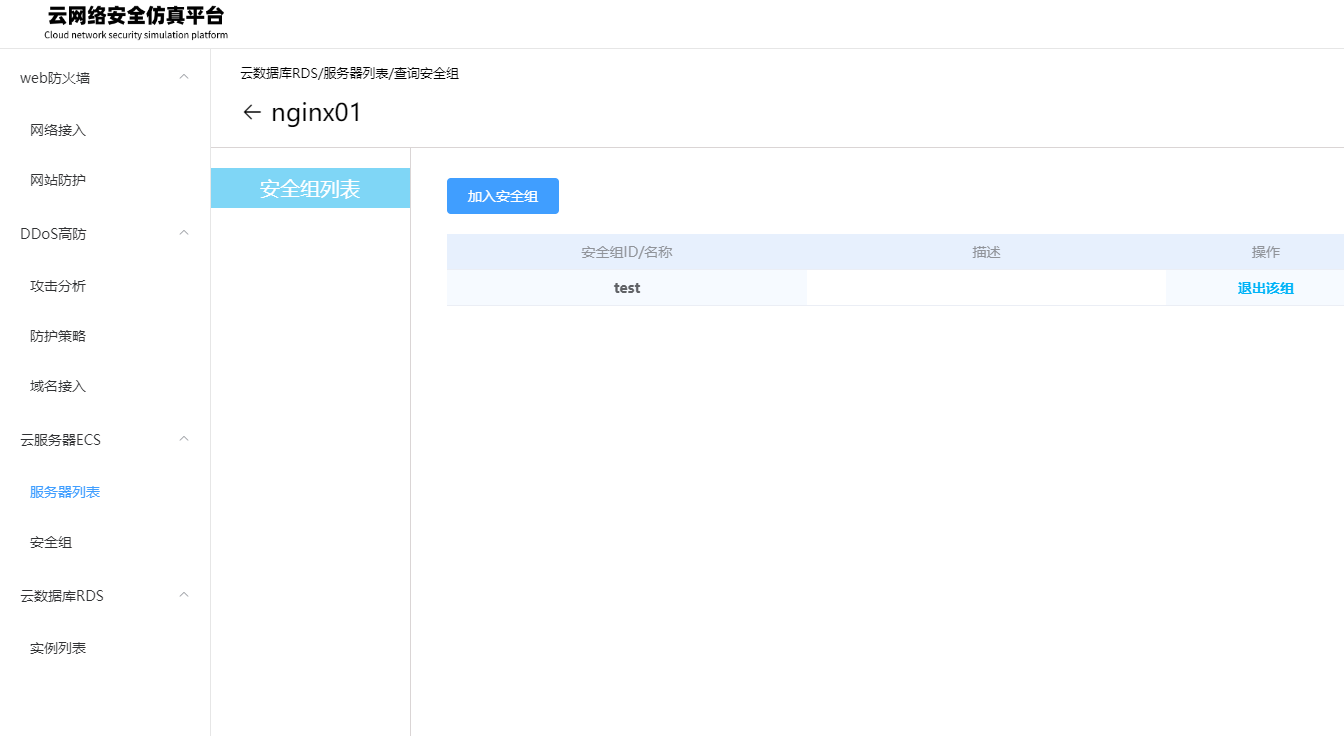 云网络安全仿真平台
Cloud network security simulation platform
web防火墙
网络接入
网站防护
DDoS高防
攻击分析
防护策略
域名接入
云服务器ECS
服务器列表
安全组
云数据库RDS
实例列表
云数据库RDS/服务器列表/查询安全组
← nginx01
安全组列表
加入安全组
安全组ID/名称 描述 操作
test 退出该组